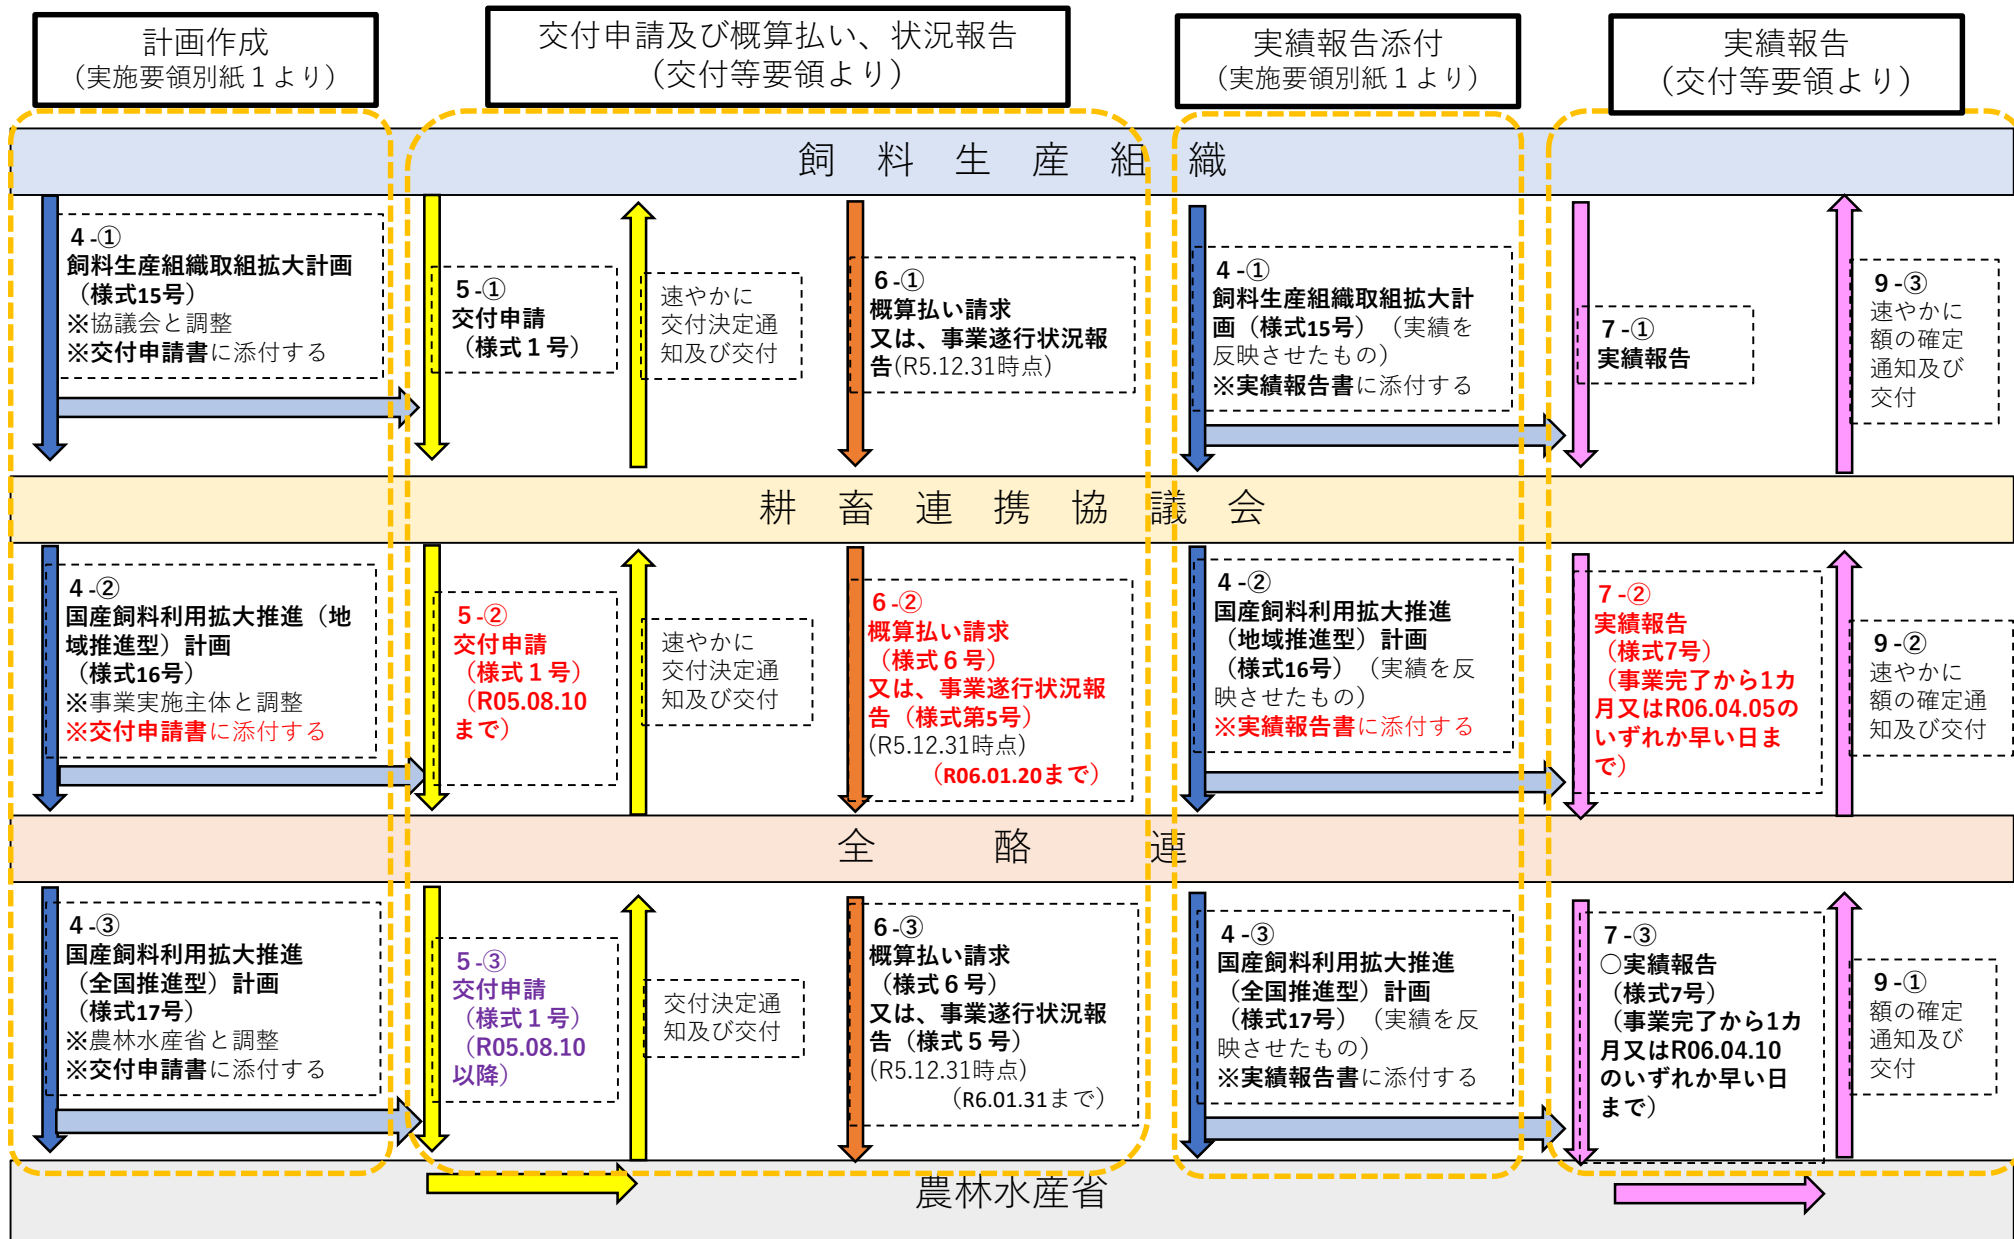 計画作成
（実施要領別紙１より）
交付申請及び概算払い、状況報告
（交付等要領より）
実績報告添付
（実施要領別紙１より）
実績報告
（交付等要領より）
飼料生産組織
４-①
飼料生産組織取組拡大計画
（様式15号）
※協議会と調整
※交付申請書に添付する
５-①
交付申請
（様式１号）
速やかに
交付決定通
知及び交付
６-①
概算払い請求
又は、事業遂行状況報
告(R5.12.31時点)
４-①
飼料生産組織取組拡大計
画（様式15号）（実績を
反映させたもの）
※実績報告書に添付する
７-①
実績報告
９-③
速やかに
額の確定
通知及び
交付
耕畜連携協議会
４-②
国産飼料利用拡大推進（地
域推進型）計画
（様式16号）
※事業実施主体と調整
※交付申請書に添付する
５-②
交付申請
（様式１号）
（R05.08.10
まで）
速やかに
交付決定通
知及び交付
６-②
概算払い請求
（様式６号）
又は、事業遂行状況報
告（様式第5号）
(R5.12.31時点)
（R06.01.20まで）
４-②
国産飼料利用拡大推進
（地域推進型）計画
（様式16号）（実績を反
映させたもの）
※実績報告書に添付する
７-②
実績報告
（様式7号）
（事業完了から1カ
月又はR06.04.05の
いずれか早い日ま
で）
９-②
速やかに
額の確定通
知及び交付
全酪連
４-③
国産飼料利用拡大推進
（全国推進型）計画
（様式17号）
※農林水産省と調整
※交付申請書に添付する
５-③
交付申請
（様式１号）
（R05.08.10
以降）
交付決定通
知及び交付
６-③
概算払い請求
（様式６号）
又は、事業遂行状況報
告（様式５号）
(R5.12.31時点)
（R6.01.31まで）
４-③
国産飼料利用拡大推進
（全国推進型）計画
（様式17号）（実績を反
映させたもの）
※実績報告書に添付する
７-③
○実績報告
（様式7号）
（事業完了から1カ
月又はR06.04.10
のいずれか早い日
まで）
９-①
額の確定
通知及び
交付
農林水産省